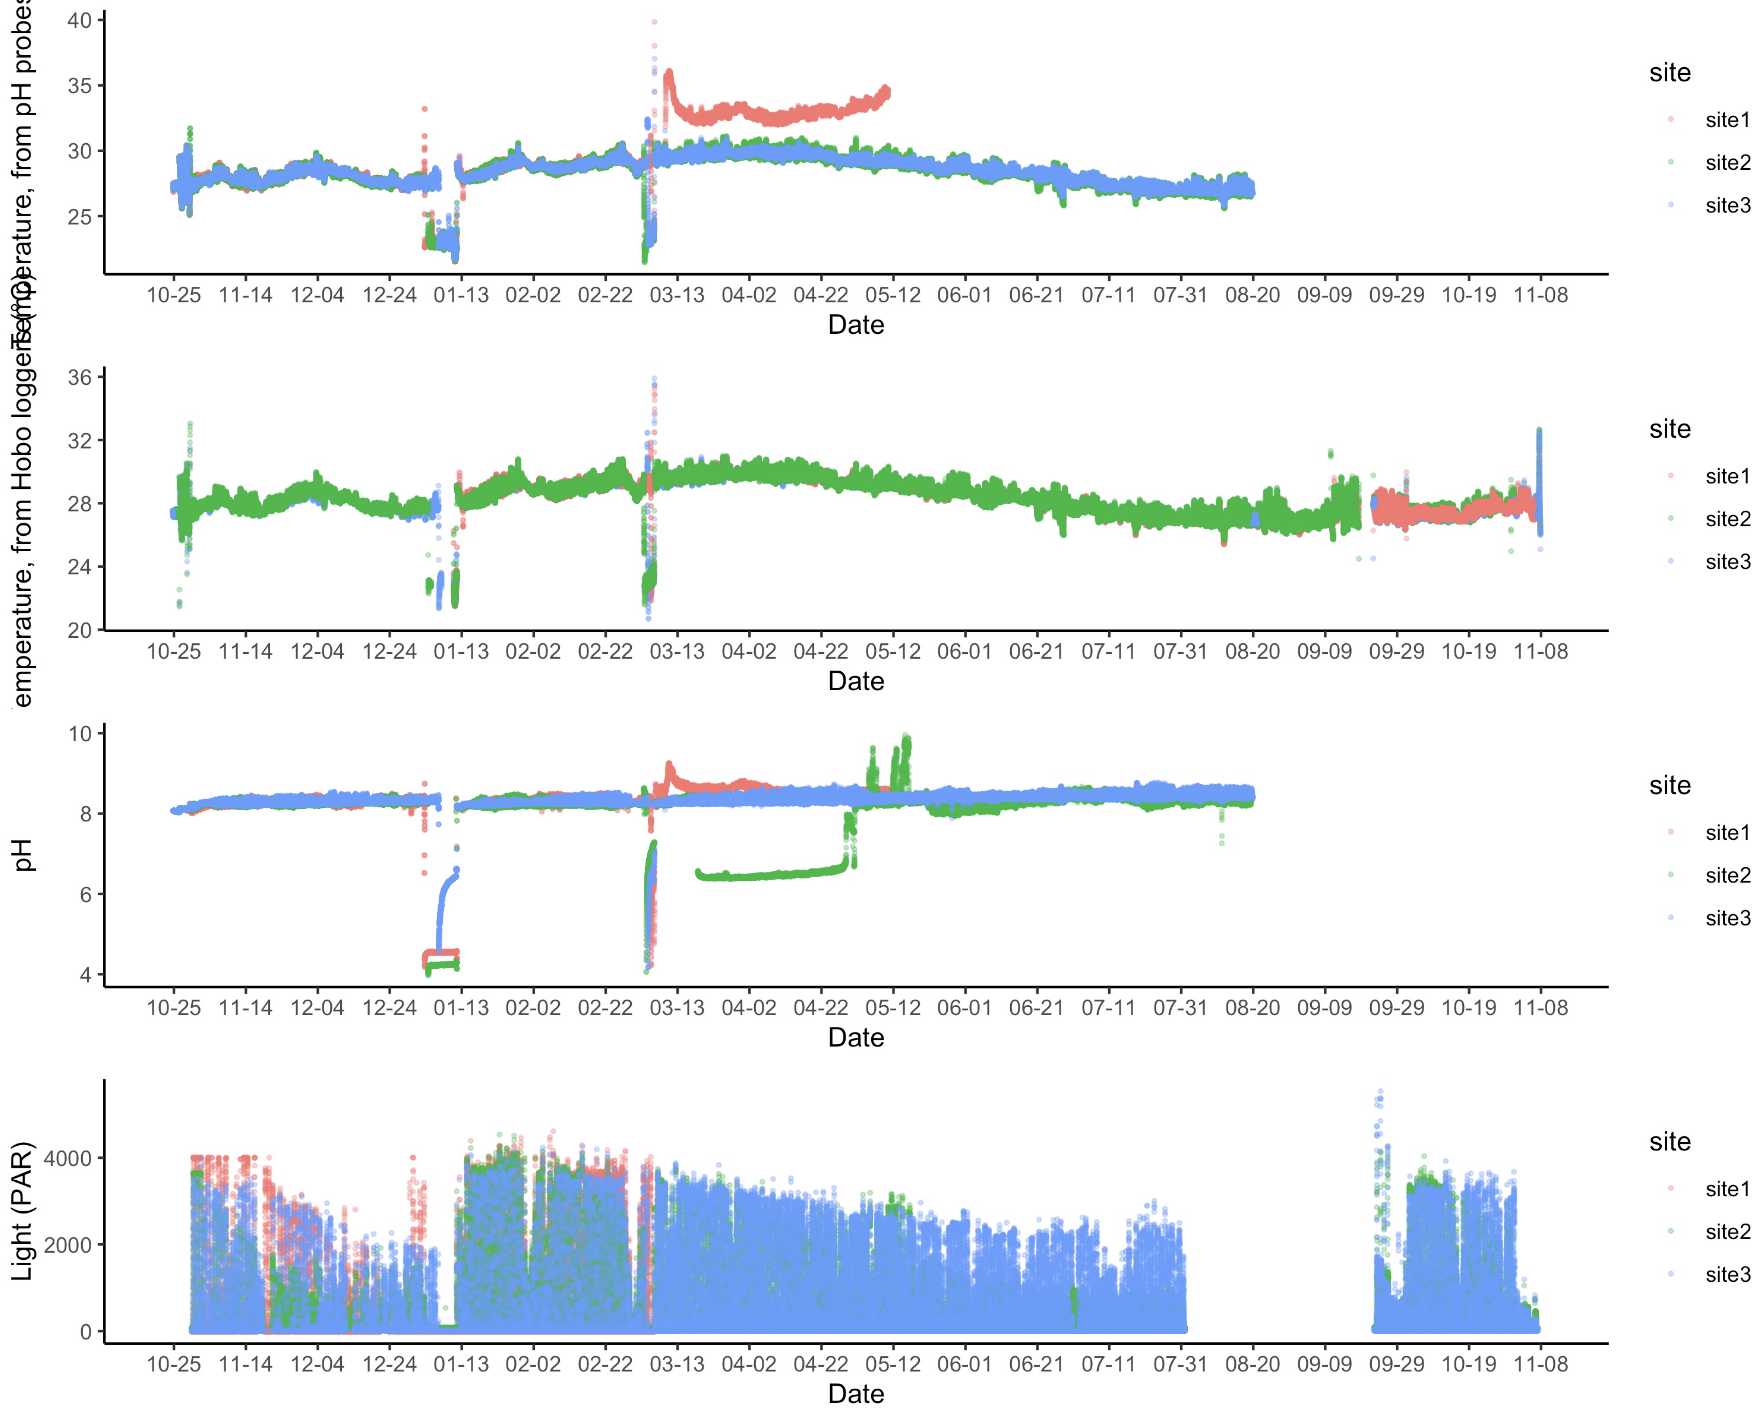 Temperature, from pH probes
40
35
30
25
10-25 11-14 12-04 12-24 01-13 02-02 02-22 03-13 04-02 04-22 05-12 06-01 06-21 07-11 07-31 08-20 09-09 09-29 10-19 11-08
Date
site
site1
site2
site3
emperature, from Hobo loggers (°C)
36
32
28
24
20
10-25 11-14 12-04 12-24 01-13 02-02 02-22 03-13 04-02 04-22 05-12 06-01 06-21 07-11 07-31 08-20 09-09 09-29 10-19 11-08
Date
site
site1
site2
site3
pH
10
8
6
4
10-25 11-14 12-04 12-24 01-13 02-02 02-22 03-13 04-02 04-22 05-12 06-01 06-21 07-11 07-31 08-20 09-09 09-29 10-19 11-08
Date
site
site1
site2
site3
Light (PAR)
4000
2000
0
10-25 11-14 12-04 12-24 01-13 02-02 02-22 03-13 04-02 04-22 05-12 06-01 06-21 07-11 07-31 08-20 09-09 09-29 10-19 11-08
Date
site
site1
site2
site3